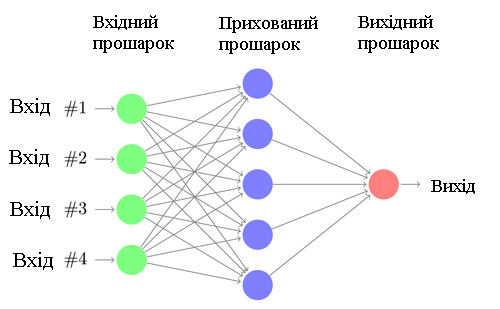 Вхідний
прошарок
Прихований
прошарок
Вихідний
прошарок
Вхід #1
Вхід #2
Вхід #3
Вхід #4
Вихід